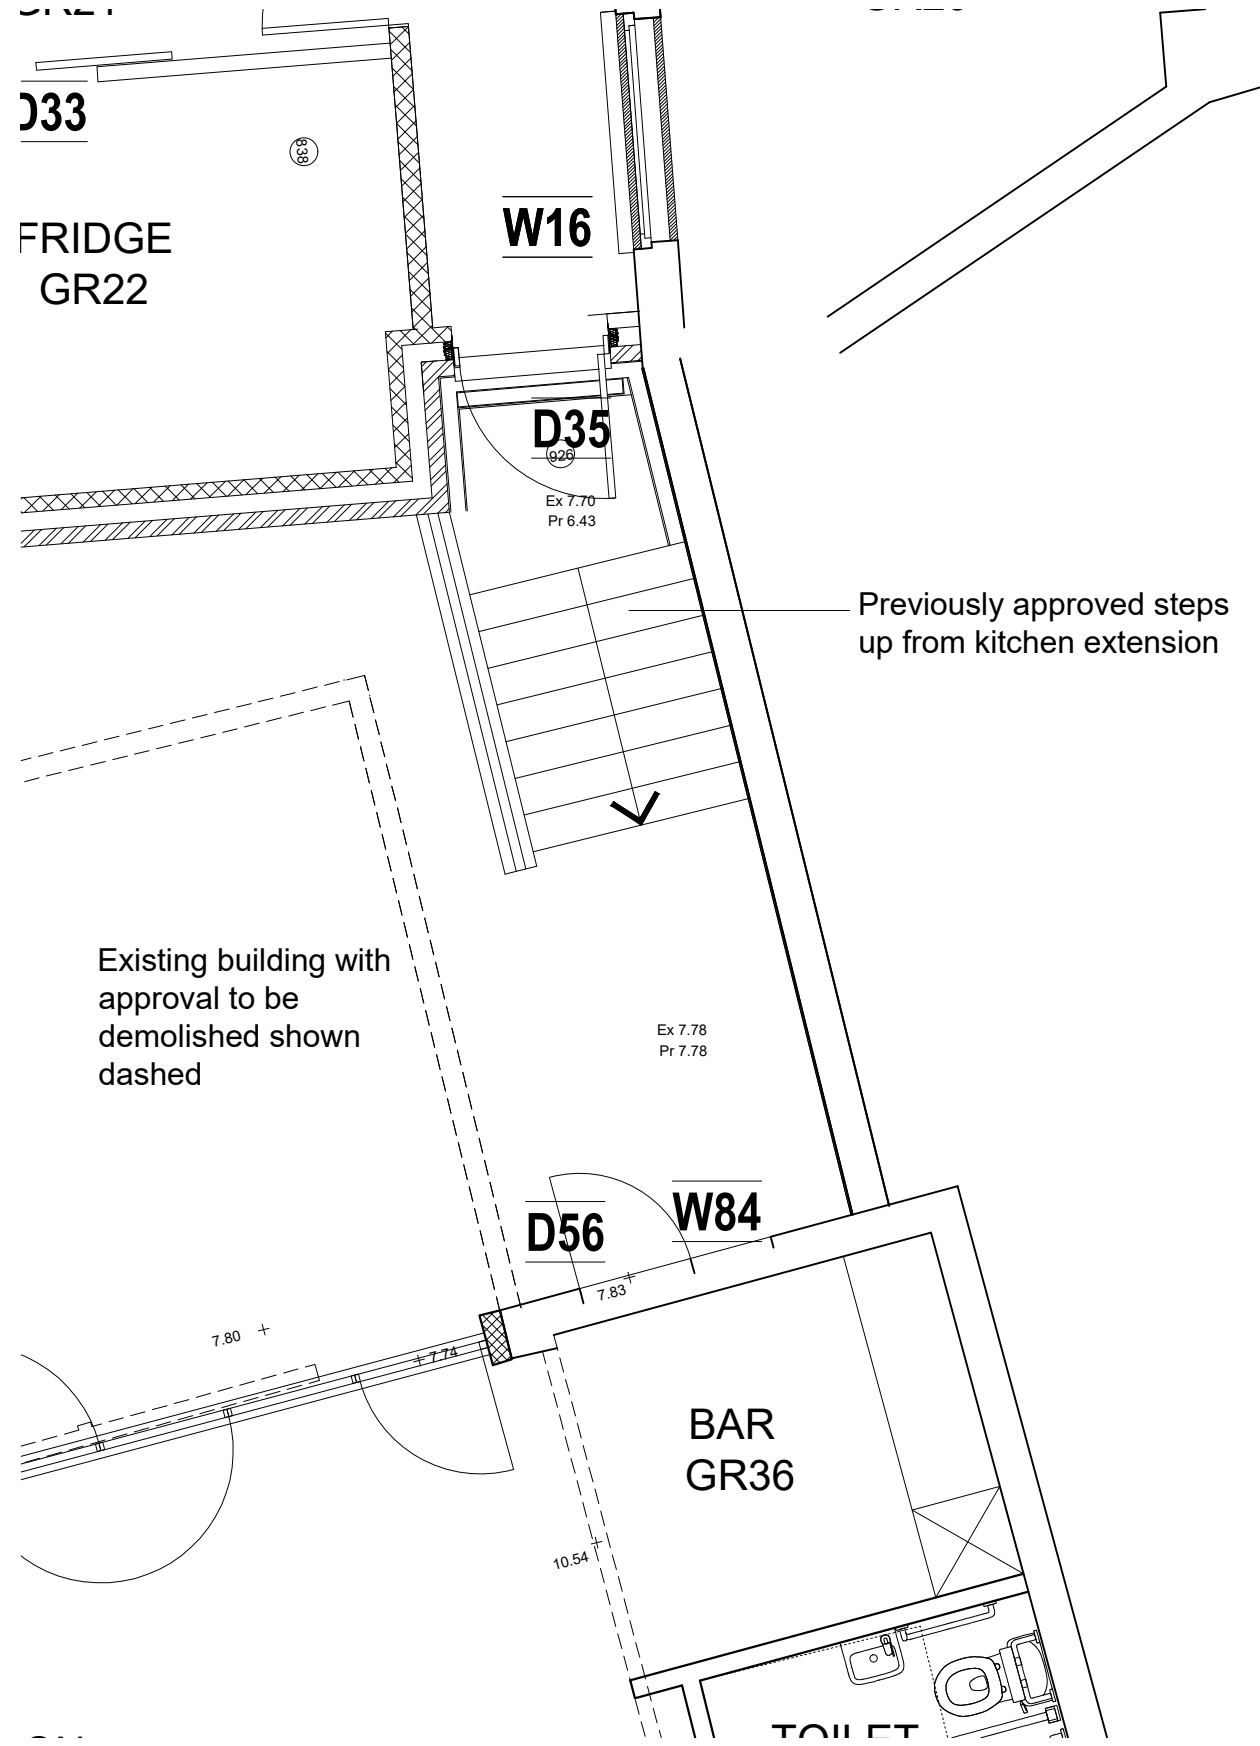 D33
838
W16
FRIDGE
GR22
D35
926
Ex 7.70
Pr 6.43
Previously approved steps
up from kitchen extension
Existing building with
approval to be
demolished shown
dashed
Ex 7.78
Pr 7.78
W84
D56
7.83
7.80
7.74
BAR
GR36
10.54
TOILET